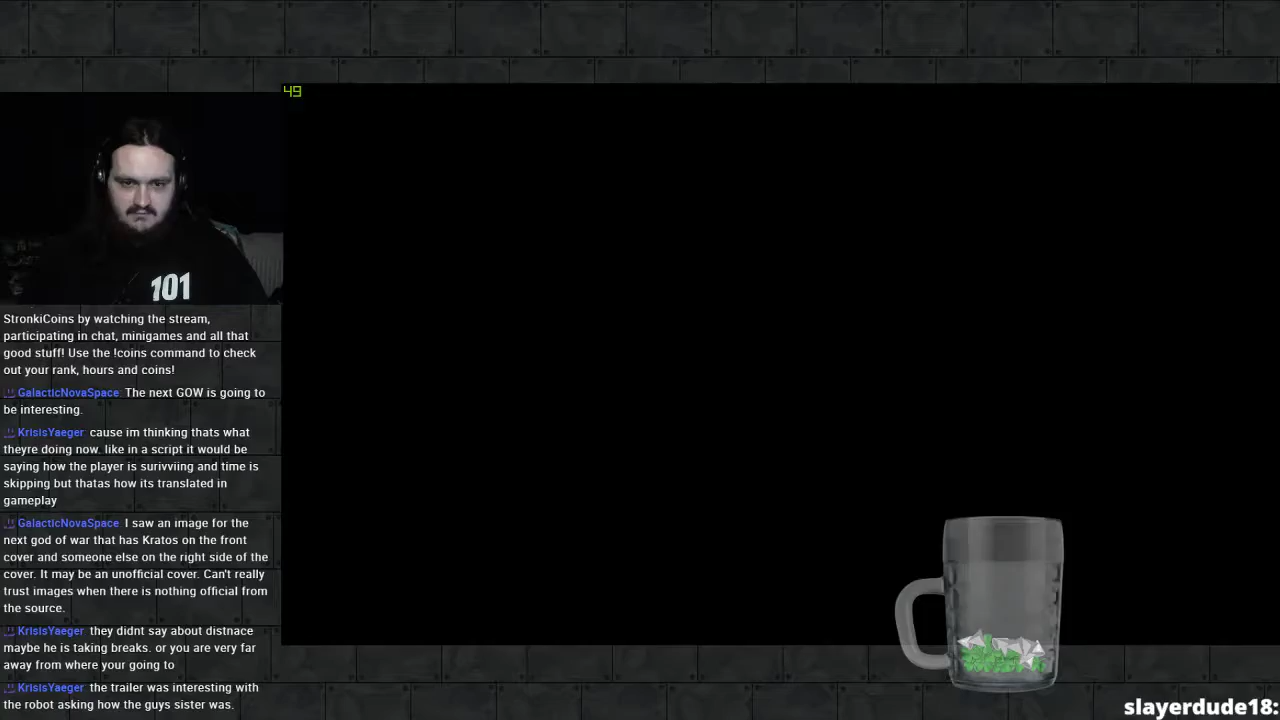 49
101
StronkiCoins by watching the stream,
participating in chat, minigames and all that
good stuff! Use the !coins command to check
out your rank, hours and coins!
GalacticNovaSpace: The next GOW is going to
be interesting.
KrisisYaeger: cause im thinking thats what
theyre doing now. like in a script it would be
saying how the player is surivviing and time is
skipping but thatas how its translated in
gameplay
GalacticNovaSpace: I saw an image for the
next god of war that has Kratos on the front
cover and someone else on the right side of the
cover. It may be an unofficial cover. Can't really
trust images when there is nothing official from
the source.
KrisisYaeger: they didnt say about distnace
maybe he is taking breaks. or you are very far
away from where your going to
KrisisYaeger: the trailer was interesting with
the robot asking how the guys sister was.
slayerdude18: